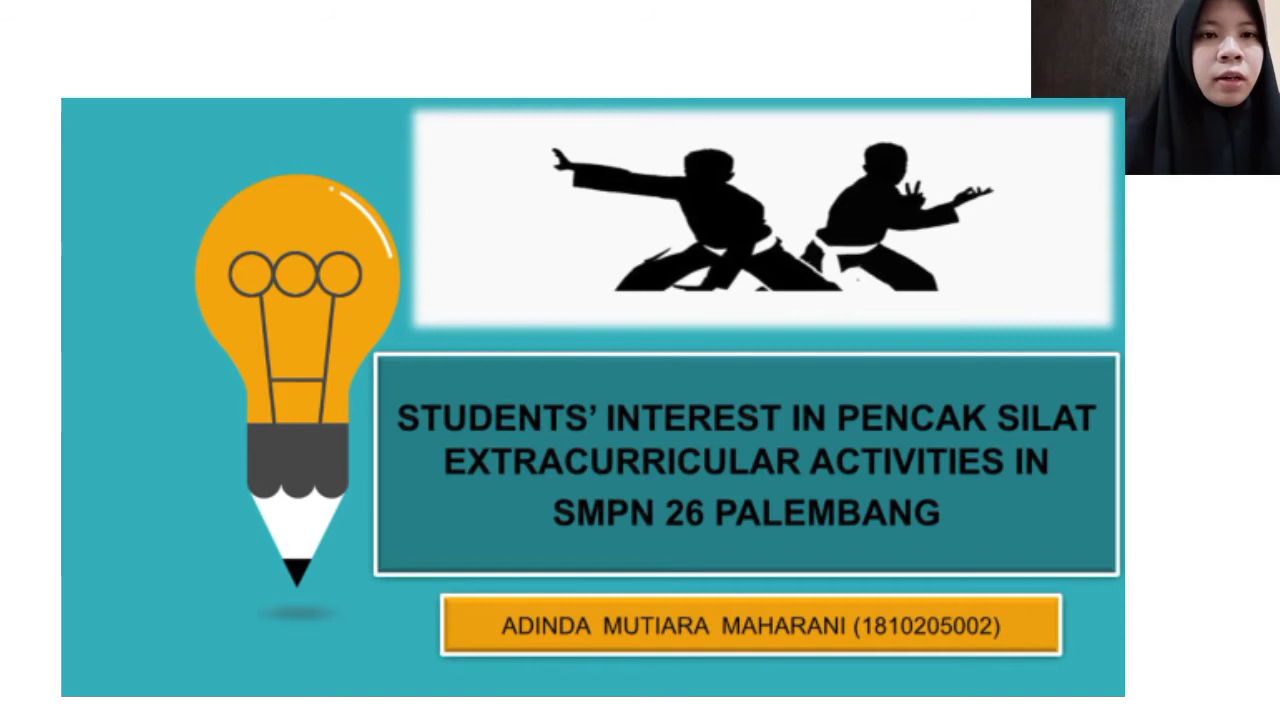 STUDENTS’ INTEREST IN PENCAK SILAT
EXTRACURRICULAR ACTIVITIES IN
SMPN 26 PALEMBANG
ADINDA MUTIARA MAHARANI (1810205002)